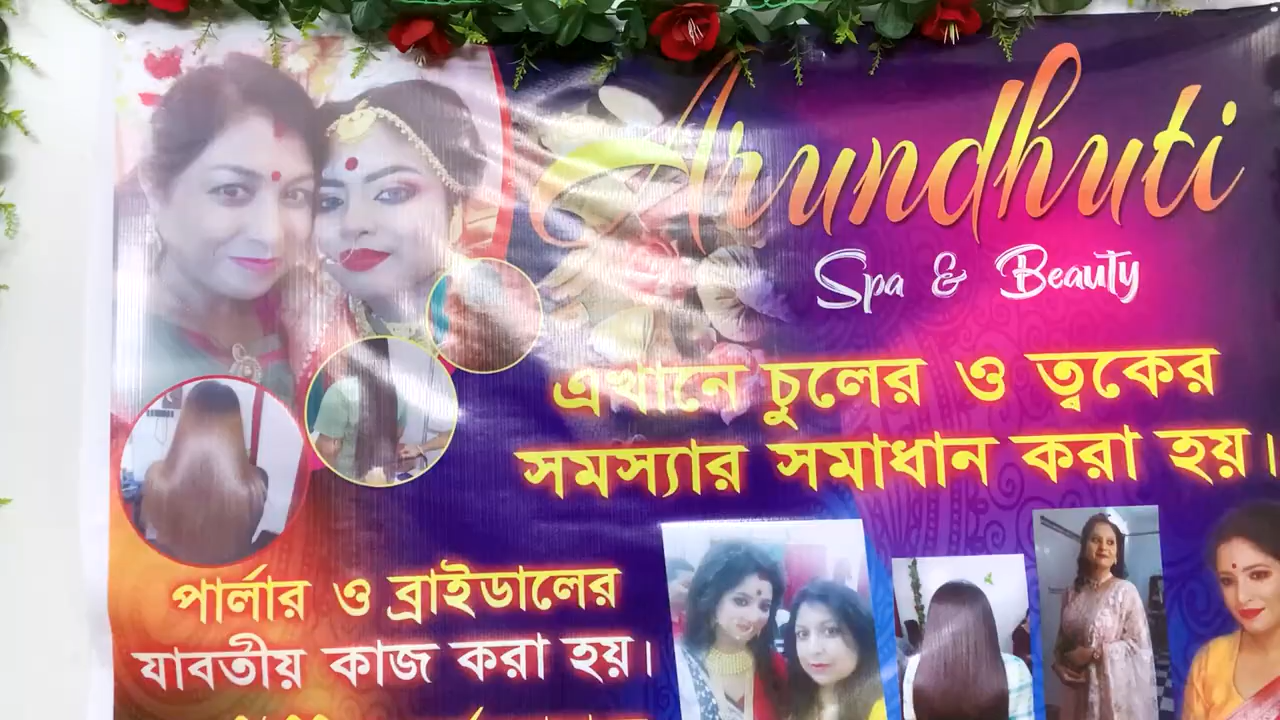 Arundhuti
Spa & Beauty
এখানে চুলের ও ত্বকের
সমস্যার সমাধান করা হয়।
পার্লার ও ব্রাইডালের
যাবতীয় কাজ করা হয়।